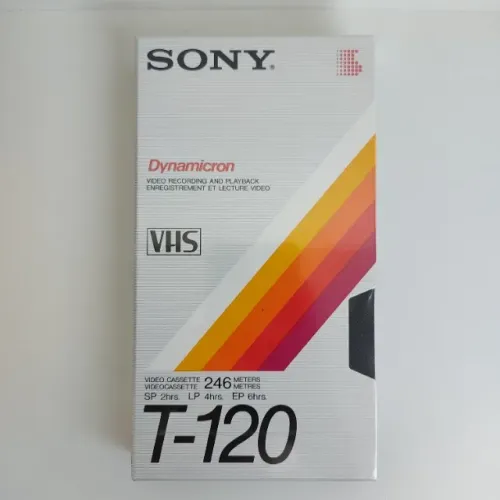 SONY®
Dynamicron
VIDEO RECORDING AND PLAYBACK
ENREGISTREMENT ET LECTURE VIDEO
VHS
VIDEO CASSETTE 246 METERS
VIDEOCASSETTE METRES
SP 2hrs. LP 4hrs. EP 6hrs.
T-120